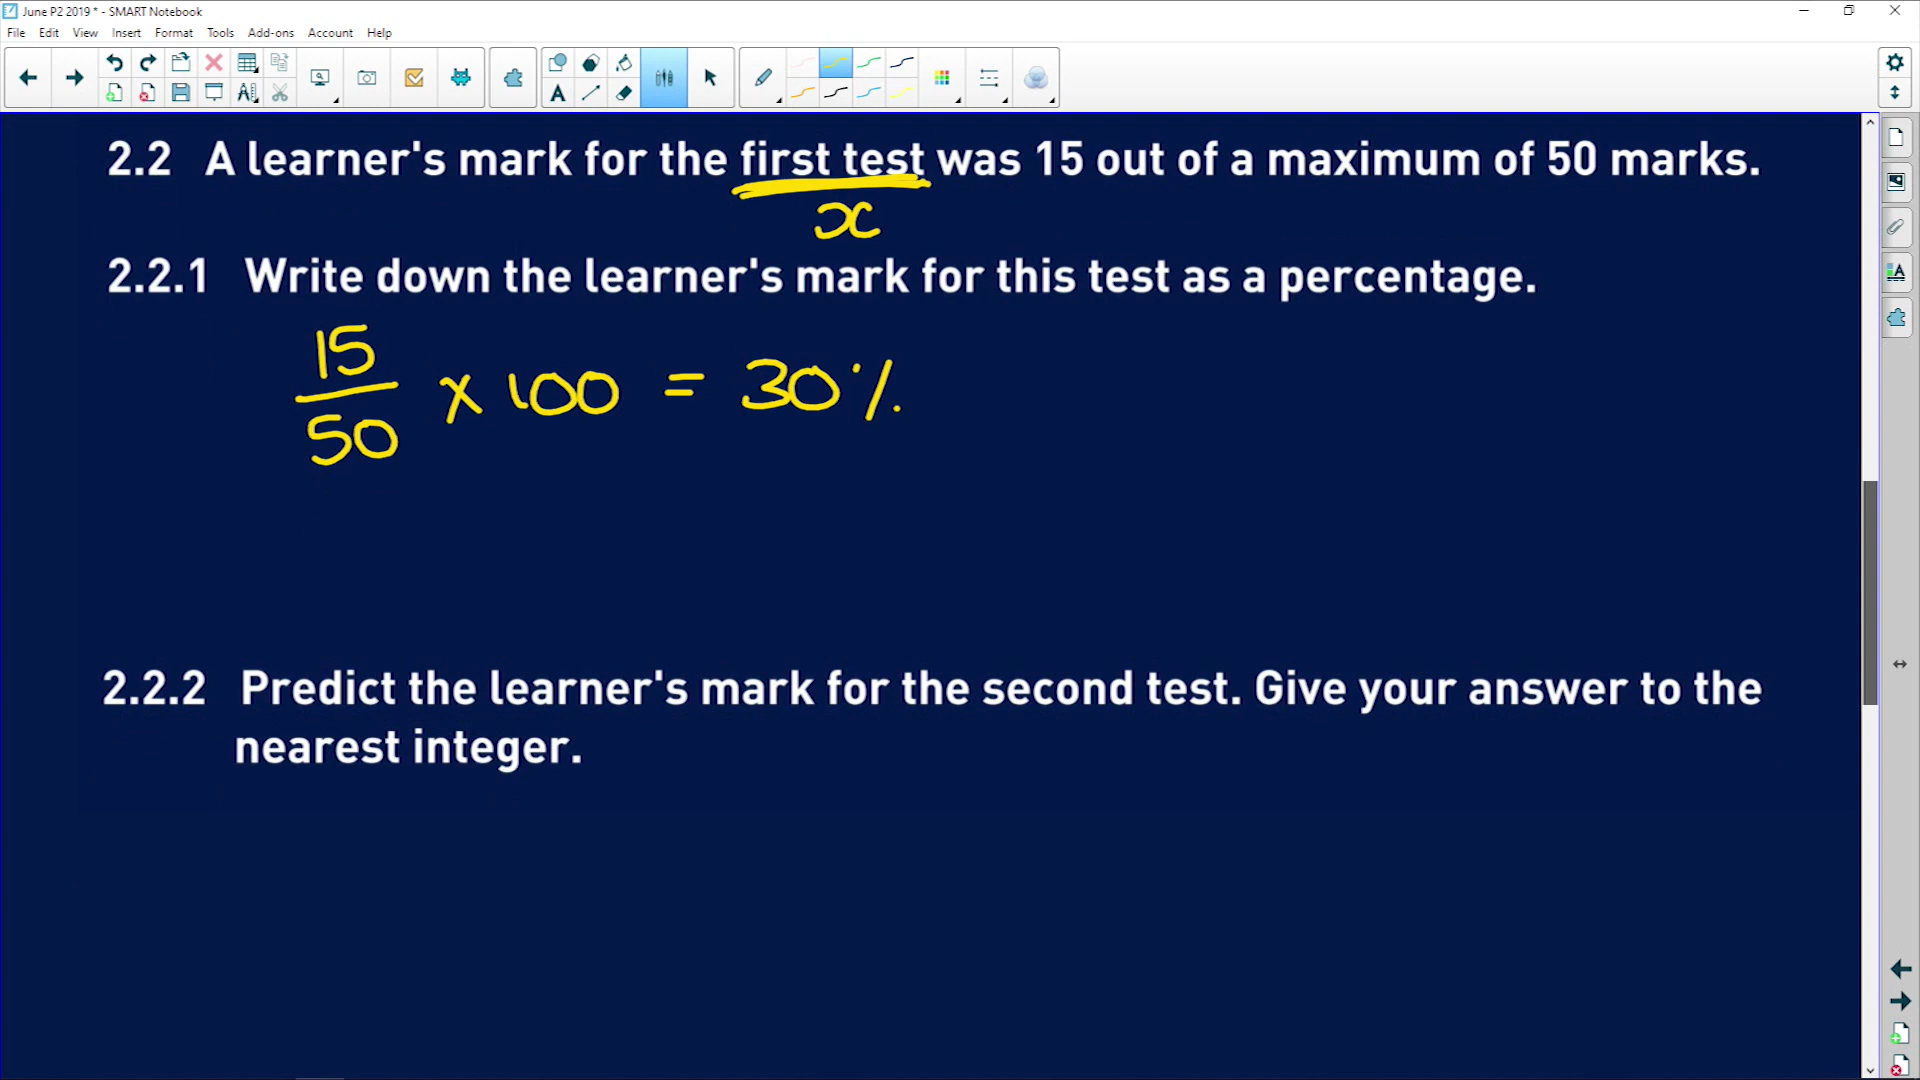 June P2 2019 * - SMART Notebook
File Edit View Insert Format Tools Add-ons Account Help
2.2 A learner's mark for the first test was 15 out of a maximum of 50 marks.
x
2.2.1 Write down the learner's mark for this test as a percentage.
15
—— × 100 = 30%
50
2.2.2 Predict the learner's mark for the second test. Give your answer to the
nearest integer.